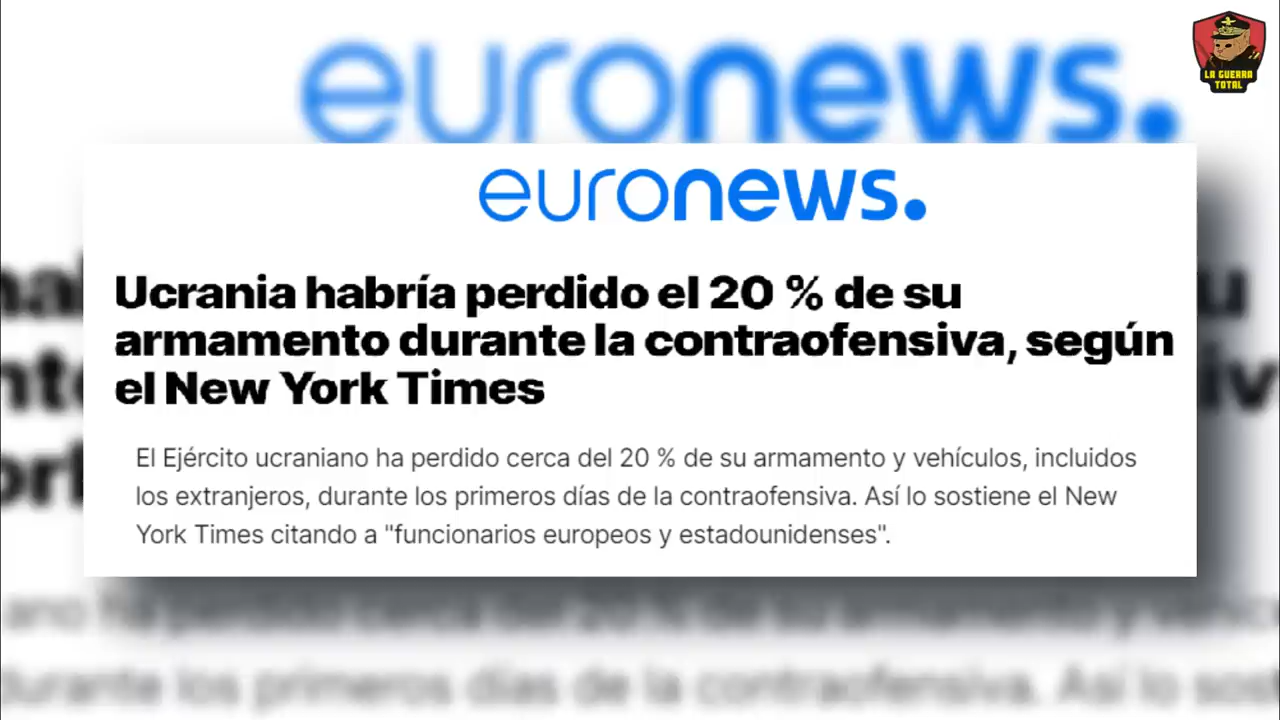 euronews.
LA GUERRA
TOTAL
euronews.
Ucrania habría perdido el 20 % de su
armamento durante la contraofensiva, según
el New York Times
El Ejército ucraniano ha perdido cerca del 20 % de su armamento y vehículos, incluidos
los extranjeros, durante los primeros días de la contraofensiva. Así lo sostiene el New
York Times citando a "funcionarios europeos y estadounidenses".
durante los primeros días de la contraofensiva. Así lo